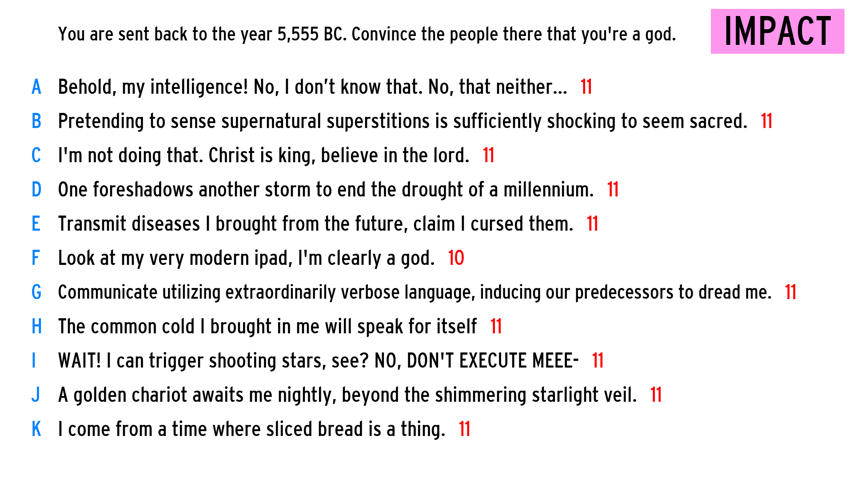 You are sent back to the year 5,555 BC. Convince the people there that you're a god.
IMPACT
A Behold, my intelligence! No, I don’t know that. No, that neither... 11
B Pretending to sense supernatural superstitions is sufficiently shocking to seem sacred. 11
C I'm not doing that. Christ is king, believe in the lord. 11
D One foreshadows another storm to end the drought of a millennium. 11
E Transmit diseases I brought from the future, claim I cursed them. 11
F Look at my very modern ipad, I'm clearly a god. 10
G Communicate utilizing extraordinarily verbose language, inducing our predecessors to dread me. 11
H The common cold I brought in me will speak for itself 11
I WAIT! I can trigger shooting stars, see? NO, DON'T EXECUTE MEEE- 11
J A golden chariot awaits me nightly, beyond the shimmering starlight veil. 11
K I come from a time where sliced bread is a thing. 11